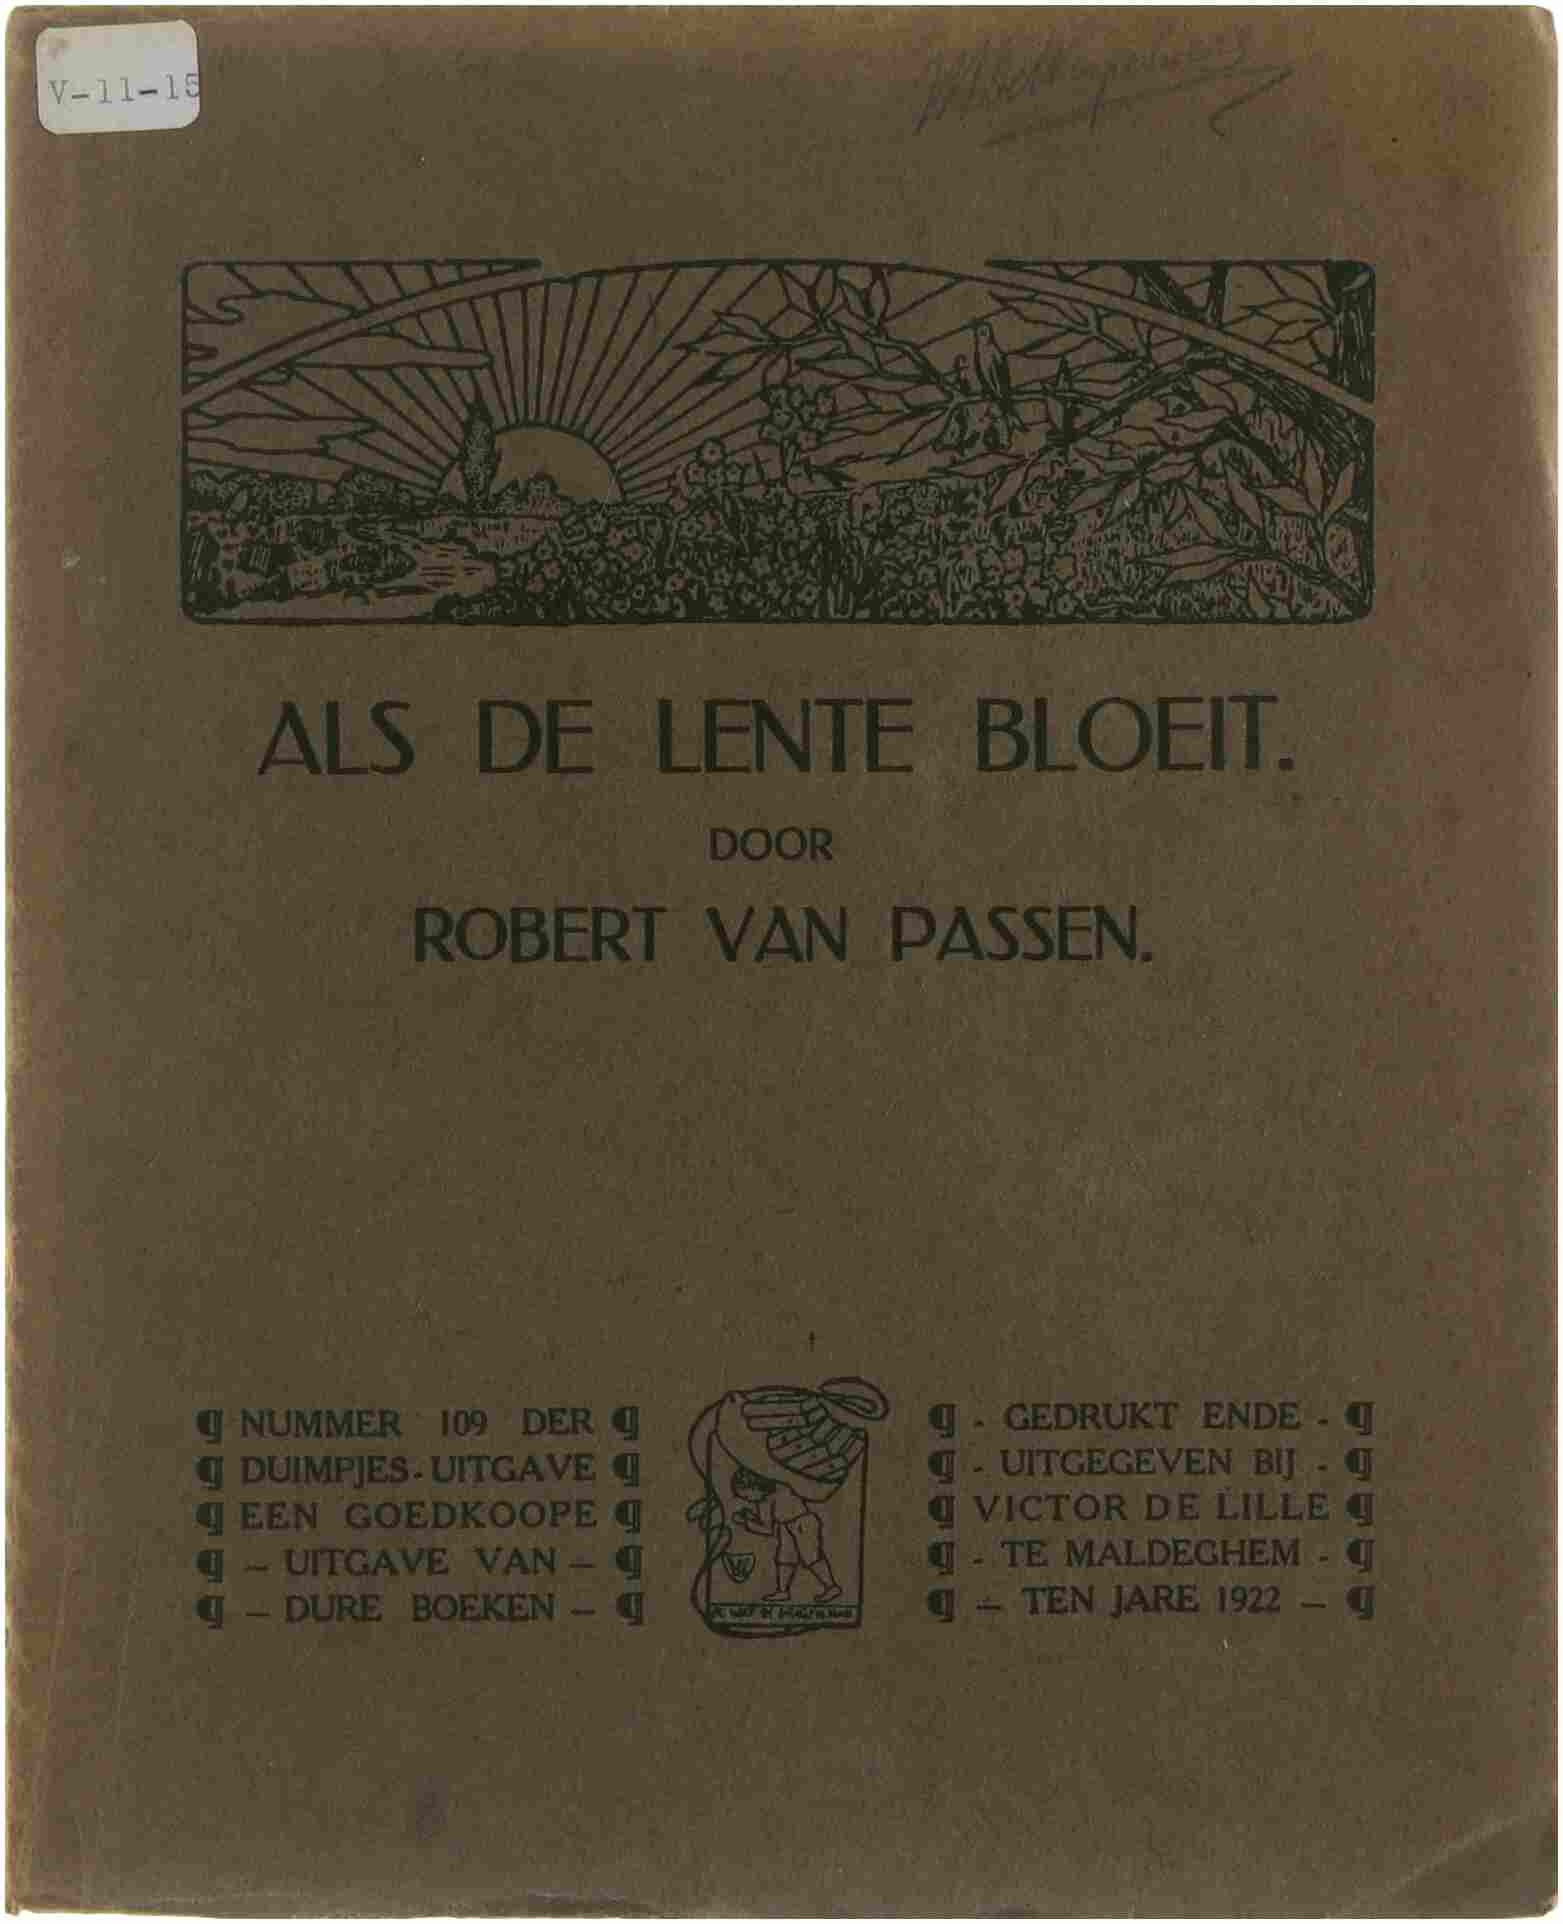 V-11-15
ALS DE LENTE BLOEIT.
DOOR
ROBERT VAN PASSEN.
¶ NUMMER 109 DER ¶
¶ DUIMPJES-UITGAVE ¶
¶ EEN GOEDKOOPE ¶
¶ – UITGAVE VAN – ¶
¶ – DURE BOEKEN – ¶
¶ - GEDRUKT ENDE - ¶
¶ - UITGEGEVEN BIJ - ¶
¶ VICTOR DE LILLE ¶
¶ - TE MALDEGHEM - ¶
¶ – TEN JARE 1922 – ¶